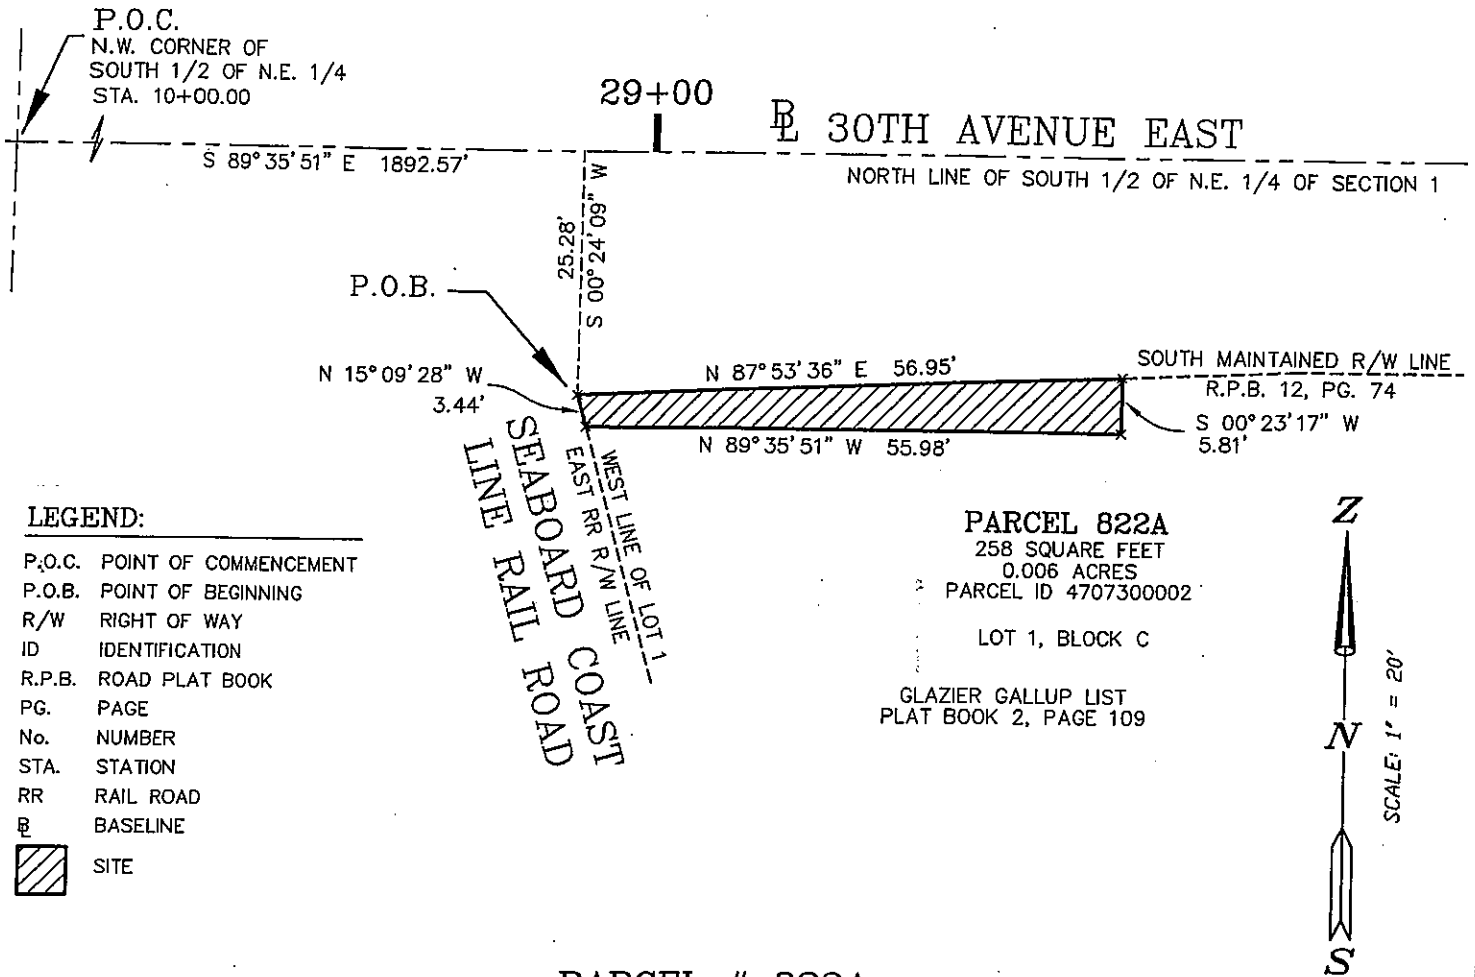 P.O.C.
N.W. CORNER OF
SOUTH 1/2 OF N.E. 1/4
STA. 10+00.00
29+00
BL 30TH AVENUE EAST
S 89°35'51" E 1892.57'
NORTH LINE OF SOUTH 1/2 OF N.E. 1/4 OF SECTION 1
25.28'
S 00°24'09" W
P.O.B.
N 15°09'28" W
3.44'
N 87°53'36" E 56.95'
SOUTH MAINTAINED R/W LINE
R.P.B. 12, PG. 74
S 00°23'17" W
5.81'
N 89°35'51" W 55.98'
WEST LINE OF LOT 1
EAST RR R/W LINE
SEABOARD COAST
LINE RAIL ROAD
LEGEND:
P.O.C. POINT OF COMMENCEMENT
P.O.B. POINT OF BEGINNING
R/W RIGHT OF WAY
ID IDENTIFICATION
R.P.B. ROAD PLAT BOOK
PG. PAGE
No. NUMBER
STA. STATION
RR RAIL ROAD
BL BASELINE
SITE
PARCEL 822A
258 SQUARE FEET
0.006 ACRES
PARCEL ID 4707300002
LOT 1, BLOCK C
GLAZIER GALLUP LIST
PLAT BOOK 2, PAGE 109
Z
N
S
SCALE: 1" = 20'
PARCEL # 822A